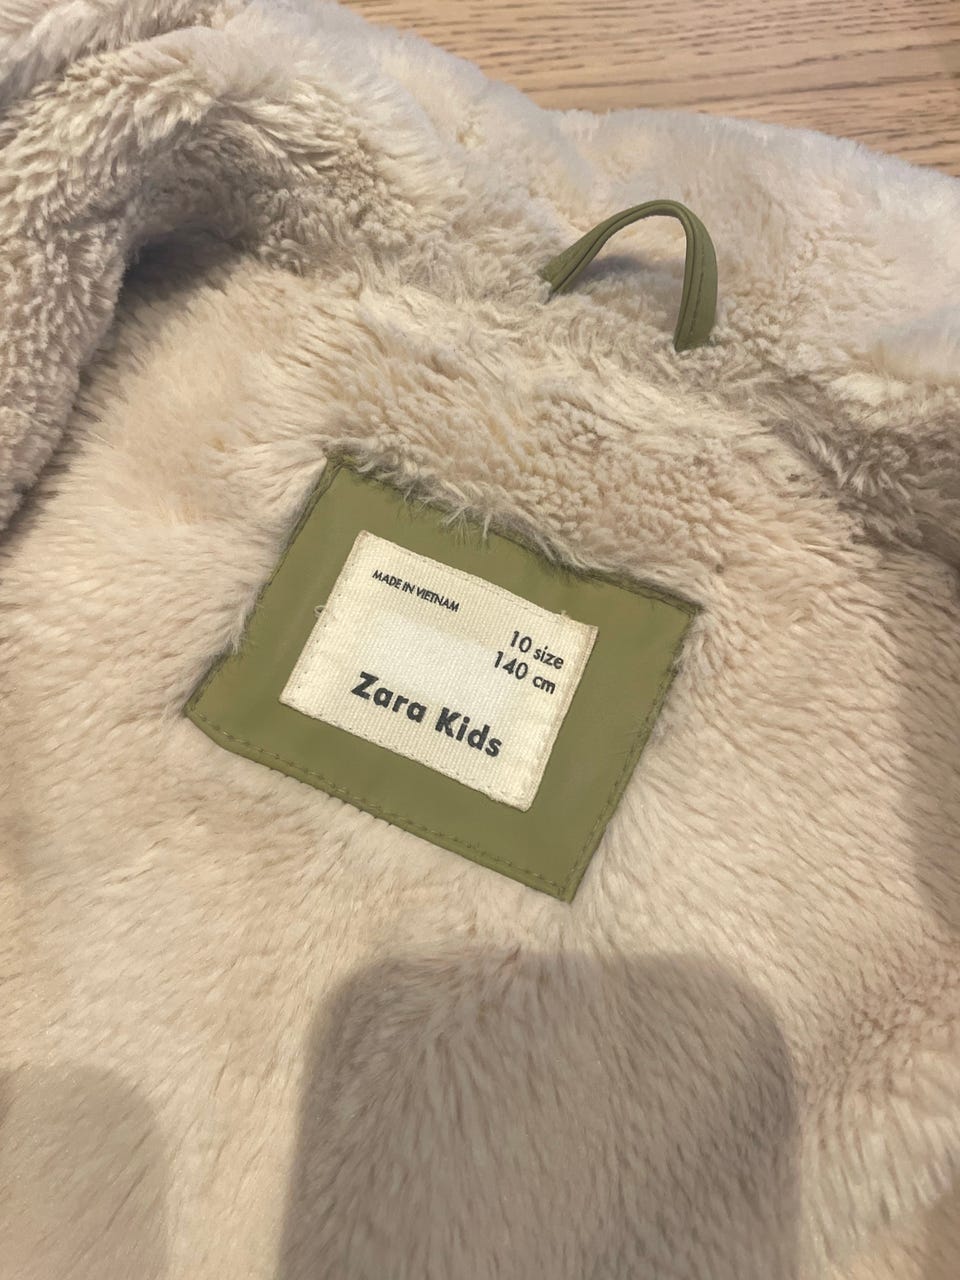 MADE IN VIETNAM
10 size
140 cm
Zara Kids